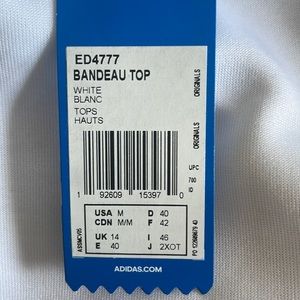 ED4777
BANDEAU TOP
WHITE
BLANC
TOPS
HAUTS
1 92609 15397 0
USA M D 40
CDN M/M F 42
UK 14 I 46
E 40 J 2XOT
ADIDAS.COM
ORIGINALS
ORIGINALS
UPC